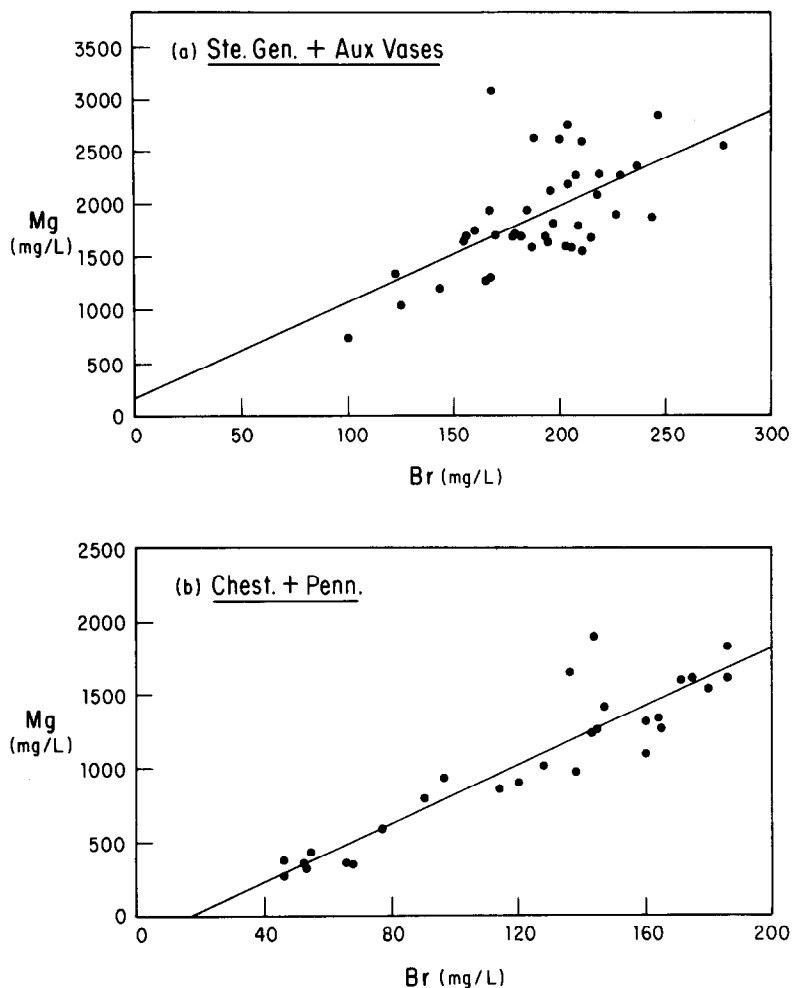 (a) Ste. Gen. + Aux Vases
3500
3000
2500
2000
1500
1000
500
0
Mg
(mg/L)
0 50 100 150 200 250 300
Br (mg/L)
(b) Chest. + Penn.
2500
2000
1500
1000
500
0
Mg
(mg/L)
0 40 80 120 160 200
Br (mg/L)